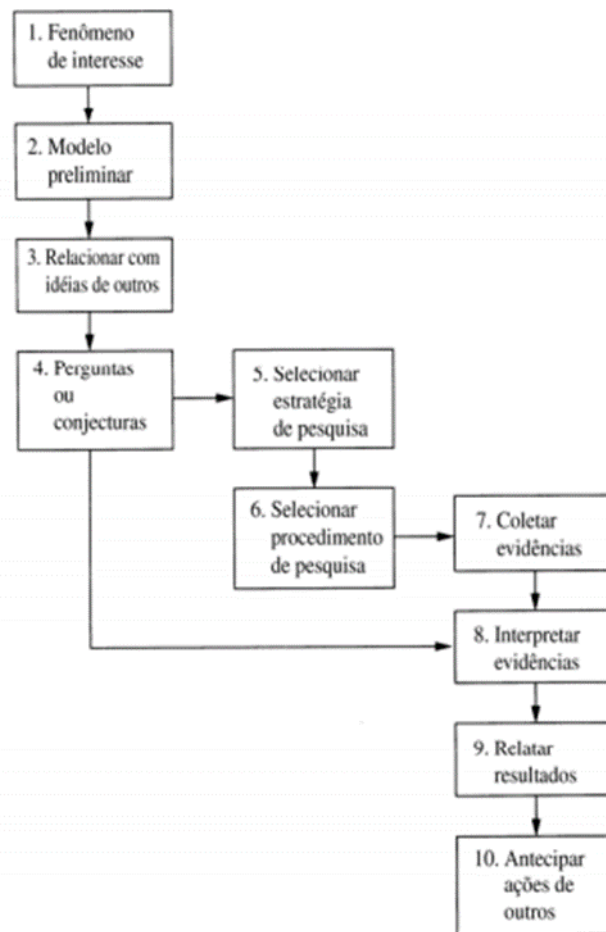 1. Fenômeno
de interesse
2. Modelo
preliminar
3. Relacionar com
idéias de outros
4. Perguntas
ou
conjecturas
5. Selecionar
estratégia
de pesquisa
6. Selecionar
procedimento
de pesquisa
7. Coletar
evidências
8. Interpretar
evidências
9. Relatar
resultados
10. Antecipar
ações de
outros